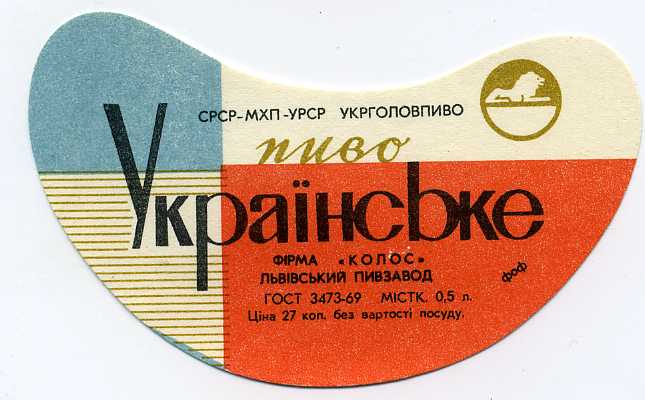 СРСР-МХП-УРСР УКРГОЛОВПИВО
пиво
Українське
ФІРМА «КОЛОС»
ЛЬВІВСЬКИЙ ПИВЗАВОД
фоф
ГОСТ 3473-69 МІСТК. 0,5 л.
Ціна 27 коп. без вартості посуду.